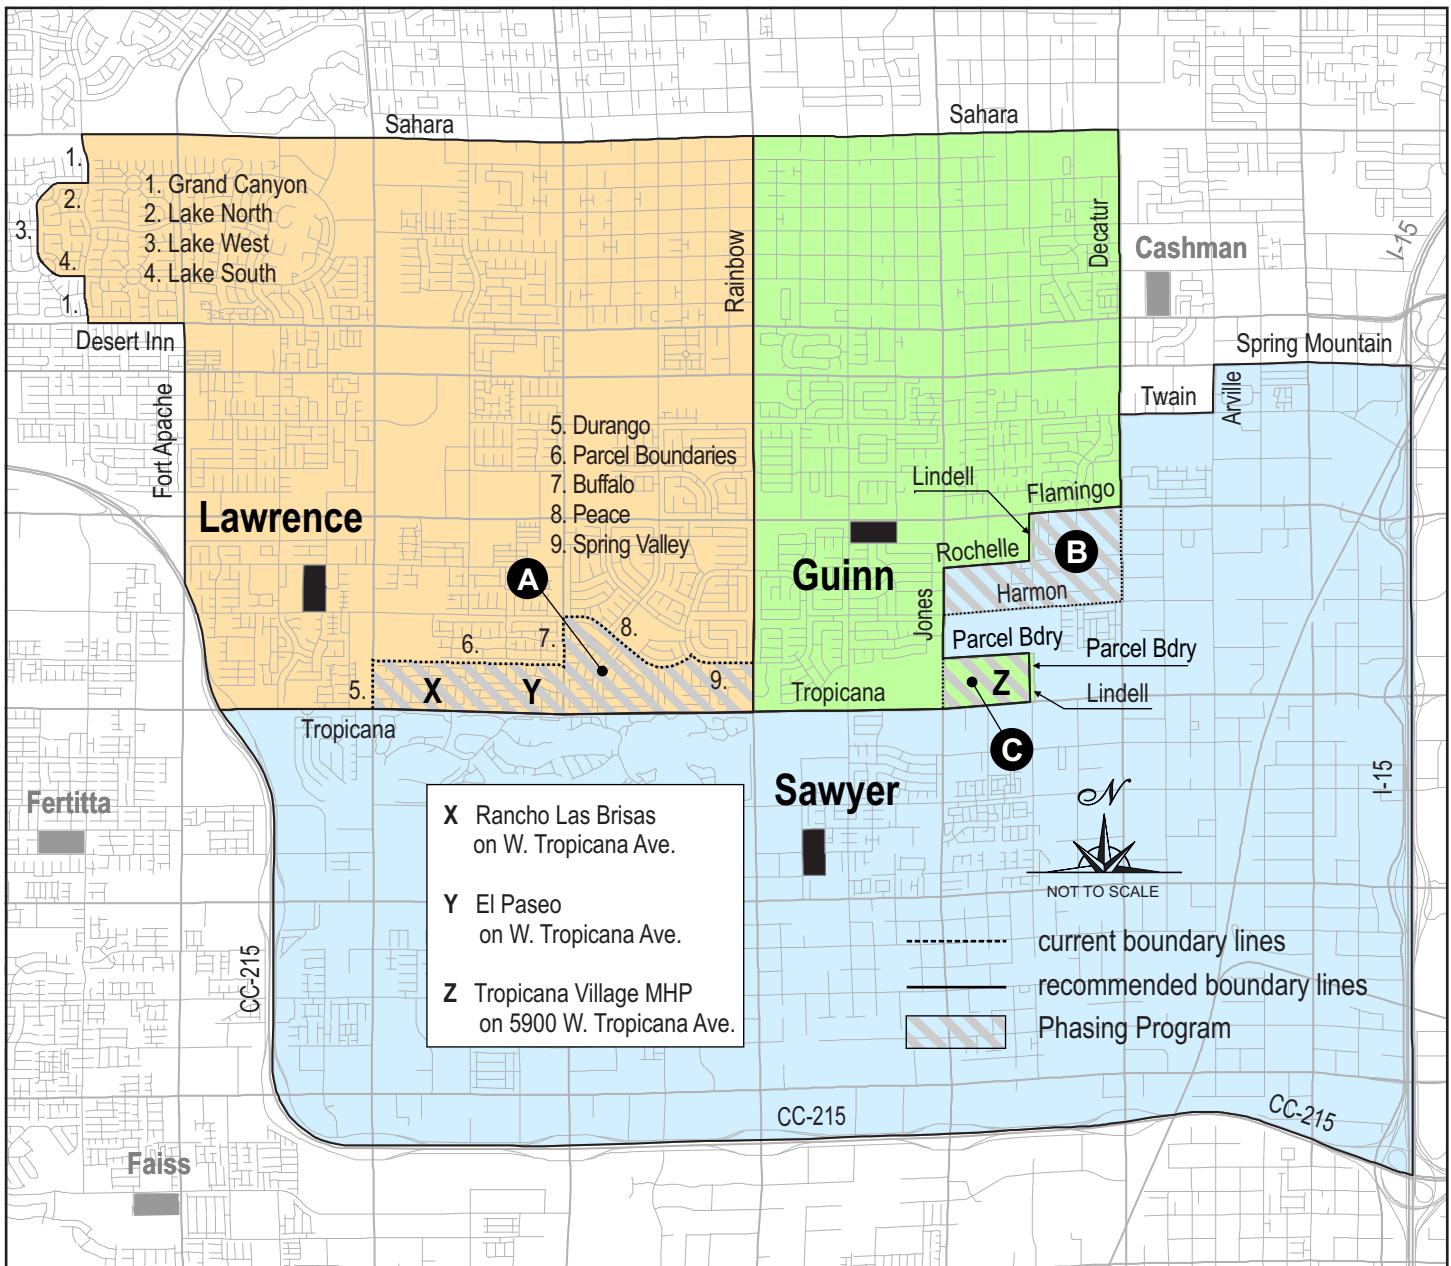 Sahara
Sahara
1.
2.
3.
4.
1.
1. Grand Canyon
2. Lake North
3. Lake West
4. Lake South
Rainbow
Decatur
Cashman
I-15
Desert Inn
Spring Mountain
Fort Apache
Twain
Arville
5. Durango
6. Parcel Boundaries
7. Buffalo
8. Peace
9. Spring Valley
Lindell
Flamingo
Lawrence
Guinn
Rochelle
B
A
Harmon
Jones
8.
7.
6.
Parcel Bdry
Parcel Bdry
5.
X
Y
9.
Tropicana
Z
Lindell
Tropicana
C
Sawyer
N
I-15
Fertitta
X Rancho Las Brisas
on W. Tropicana Ave.
Y El Paseo
on W. Tropicana Ave.
Z Tropicana Village MHP
on 5900 W. Tropicana Ave.
NOT TO SCALE
current boundary lines
recommended boundary lines
Phasing Program
CC-215
CC-215
CC-215
Faiss